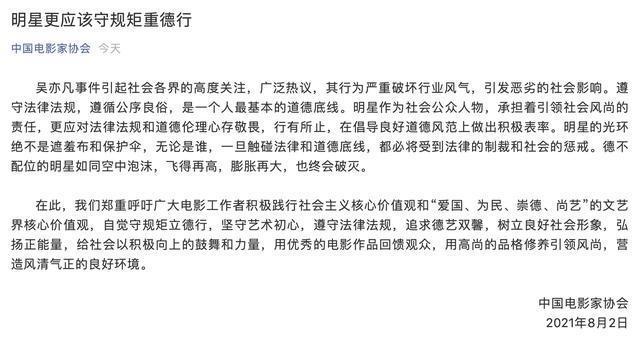 明星更应该守规矩重德行
中国电影家协会 今天
吴亦凡事件引起社会各界的高度关注，广泛热议，其行为严重破坏行业风气，引发恶劣的社会影响。遵
守法律法规，遵循公序良俗，是一个人最基本的道德底线。明星作为社会公众人物，承担着引领社会风尚的
责任，更应对法律法规和道德伦理心存敬畏，行有所止，在倡导良好道德风范上做出积极表率。明星的光环
绝不是遮羞布和保护伞，无论是谁，一旦触碰法律和道德底线，都必将受到法律的制裁和社会的惩戒。德不
配位的明星如同空中泡沫，飞得再高，膨胀再大，也终会破灭。
在此，我们郑重呼吁广大电影工作者积极践行社会主义核心价值观和“爱国、为民、崇德、尚艺”的文艺
界核心价值观，自觉守规矩立德行，坚守艺术初心，遵守法律法规，追求德艺双馨，树立良好社会形象，弘
扬正能量，给社会以积极向上的鼓舞和力量，用优秀的电影作品回馈观众，用高尚的品格修养引领风尚，营
造风清气正的良好环境。
中国电影家协会
2021年8月2日